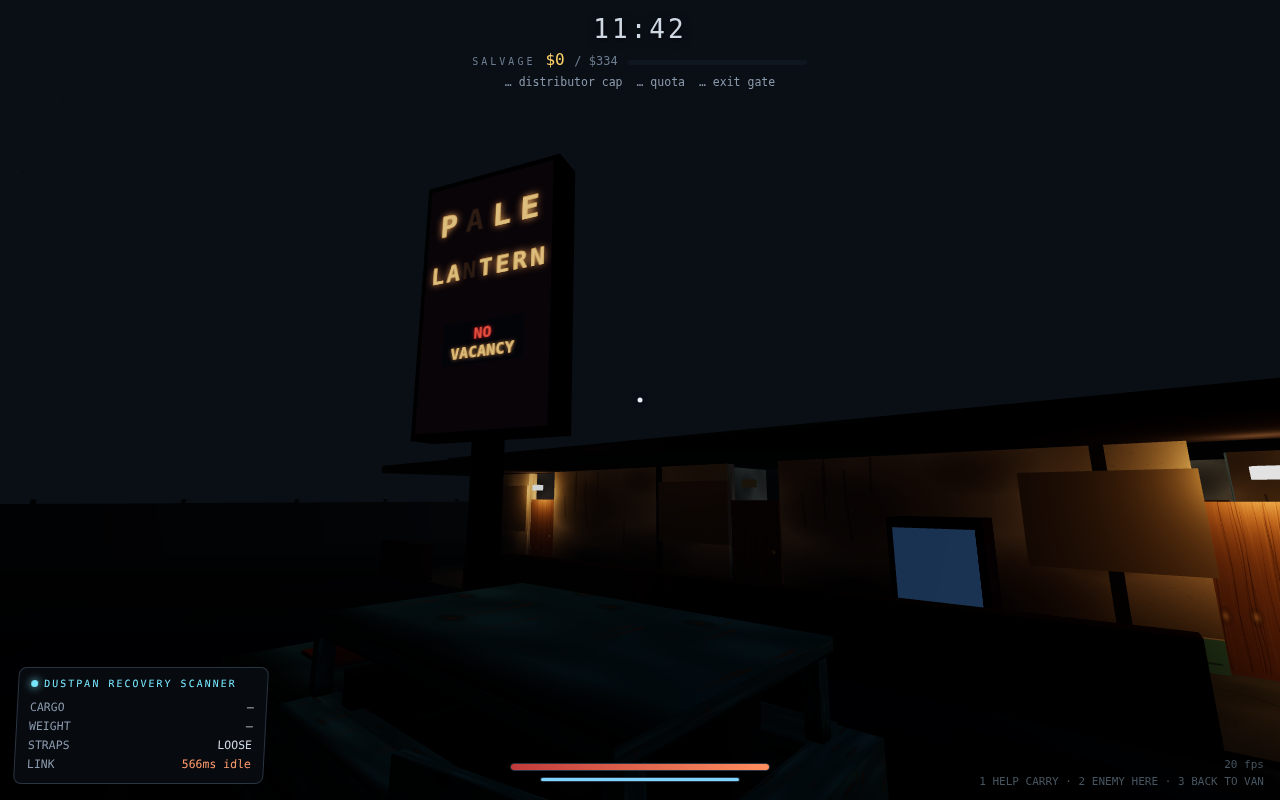 11:42
SALVAGE $0 / $334
… distributor cap … quota … exit gate
PALE
LANTERN
NO
VACANCY
DUSTPAN RECOVERY SCANNER
CARGO —
WEIGHT —
STRAPS LOOSE
LINK 566ms idle
20 fps
1 HELP CARRY · 2 ENEMY HERE · 3 BACK TO VAN